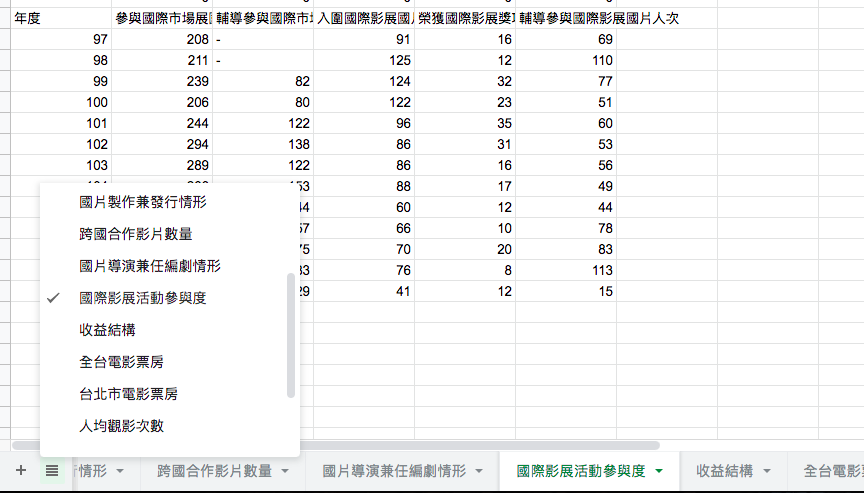 年度 參與國際市場展 輔導參與國際市 入圍國際影展國 榮獲國際影展獎 輔導參與國際影展國片人次
97 208 - 91 16 69
98 211 - 125 12 110
99 239 82 124 32 77
100 206 80 122 23 51
101 244 122 96 35 60
102 294 138 86 31 53
103 289 122 86 16 56
53 88 17 49
44 60 12 44
57 66 10 78
75 70 20 83
33 76 8 113
29 41 12 15
國片製作兼發行情形
跨國合作影片數量
國片導演兼任編劇情形
國際影展活動參與度
收益結構
全台電影票房
台北市電影票房
人均觀影次數
情形 跨國合作影片數量 國片導演兼任編劇情形 國際影展活動參與度 收益結構 全台電影